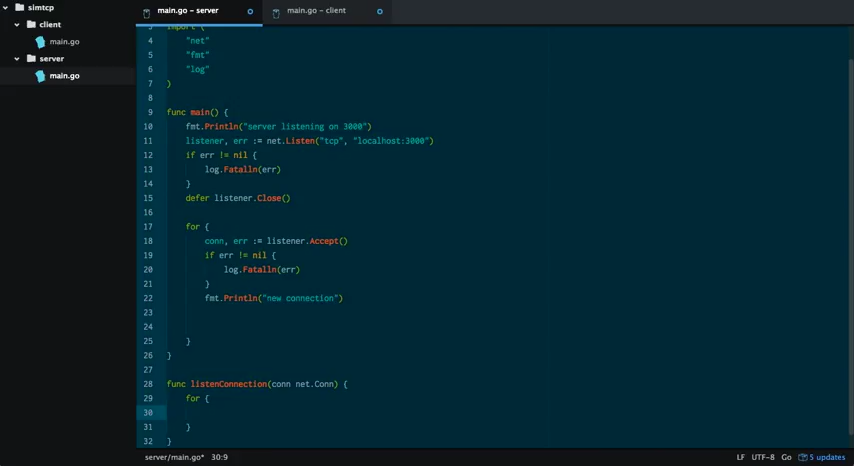 simtcp
client
main.go
server
main.go
main.go - server
main.go - client
3 import (
4 "net"
5 "fmt"
6 "log"
7 )
8
9 func main() {
10 fmt.Println("server listening on 3000")
11 listener, err := net.Listen("tcp", "localhost:3000")
12 if err != nil {
13 log.Fatalln(err)
14 }
15 defer listener.Close()
16
17 for {
18 conn, err := listener.Accept()
19 if err != nil {
20 log.Fatalln(err)
21 }
22 fmt.Println("new connection")
23
24
25 }
26 }
27
28 func listenConnection(conn net.Conn) {
29 for {
30
31 }
32 }
server/main.go* 30:9 LF UTF-8 Go 5 updates